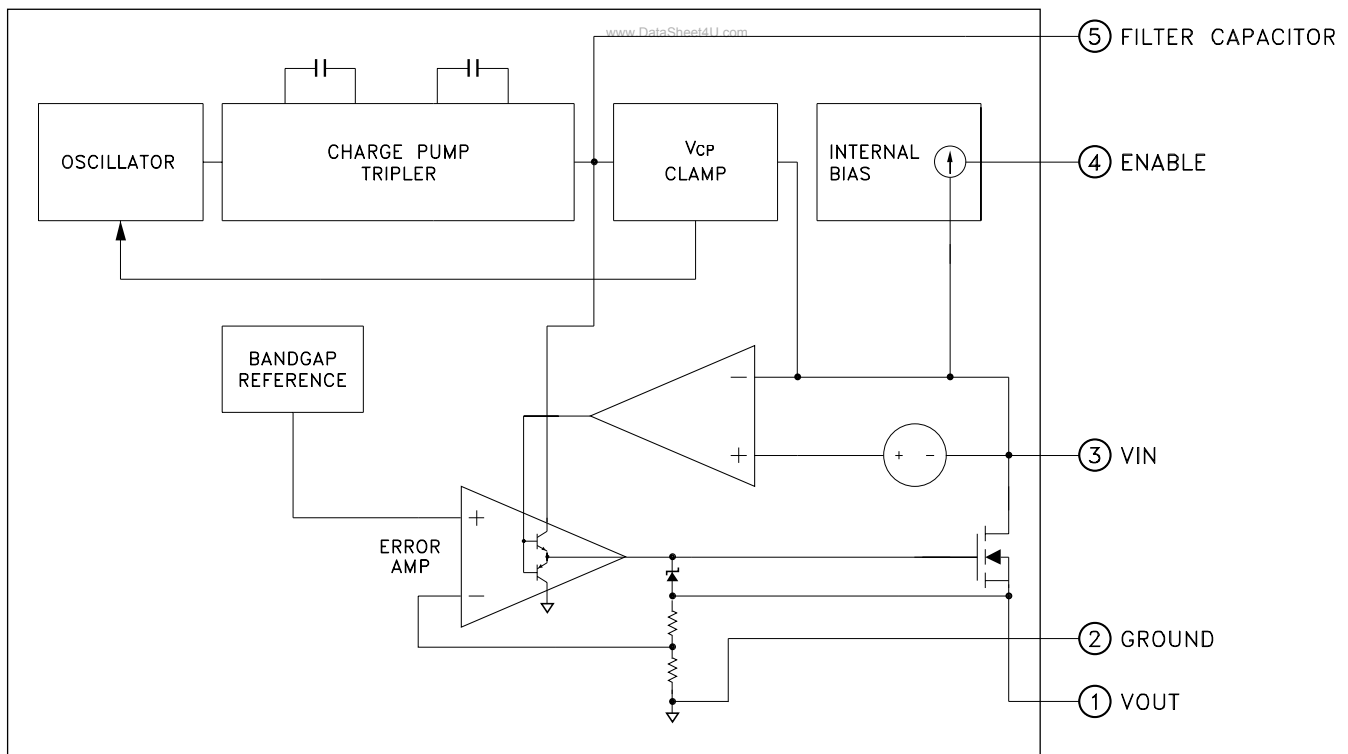 www.DataSheet4U.com
5 FILTER CAPACITOR
OSCILLATOR
CHARGE PUMP
TRIPLER
VCP
CLAMP
INTERNAL
BIAS
4 ENABLE
BANDGAP
REFERENCE
−
+
+ -
3 VIN
+
ERROR
AMP
−
2 GROUND
1 VOUT